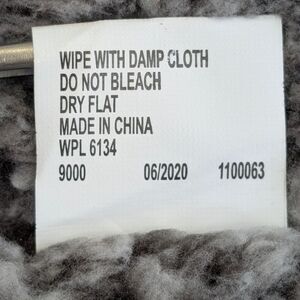 WIPE WITH DAMP CLOTH
DO NOT BLEACH
DRY FLAT
MADE IN CHINA
WPL 6134
9000 06/2020 1100063